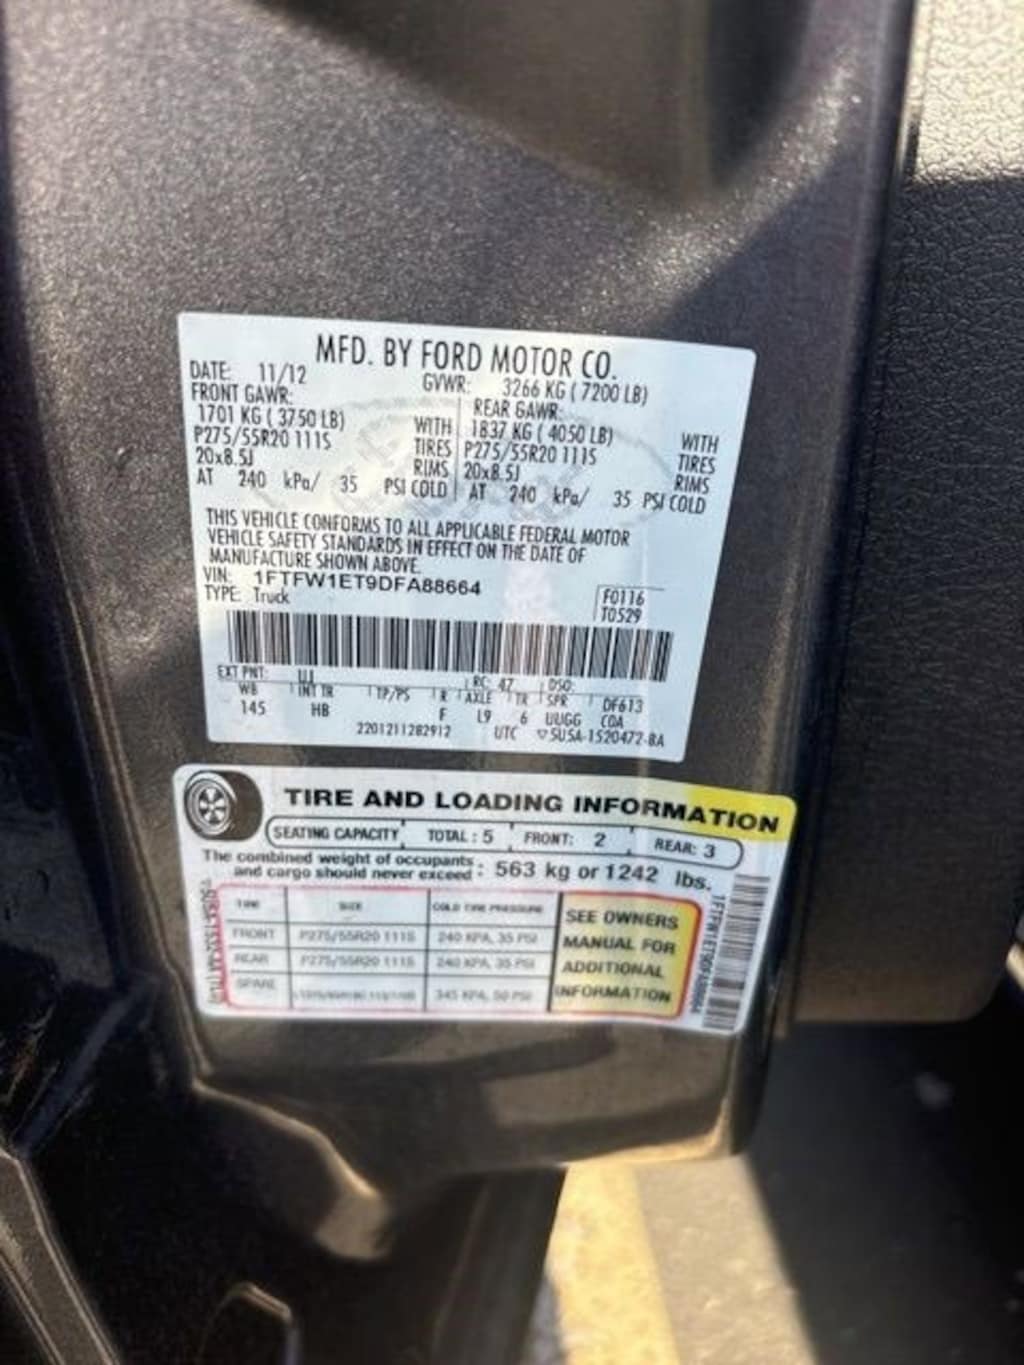 MFD. BY FORD MOTOR CO.
DATE: 11/12 GVWR: 3266 KG ( 7200 LB)
FRONT GAWR: REAR GAWR:
1701 KG ( 3750 LB) WITH 1837 KG ( 4050 LB) WITH
P275/55R20 111S TIRES P275/55R20 111S TIRES
20x8.5J RIMS 20x8.5J RIMS
AT 240 kPa/ 35 PSI COLD AT 240 kPa/ 35 PSI COLD
THIS VEHICLE CONFORMS TO ALL APPLICABLE FEDERAL MOTOR
VEHICLE SAFETY STANDARDS IN EFFECT ON THE DATE OF
MANUFACTURE SHOWN ABOVE.
VIN: 1FTFW1ET9DFA88664
TYPE: Truck
F0116
T0529
EXT PNT: UJ RC: 47 DSO:
WB INT TR TP/PS R AXLE TR SPR DF613
145 HB F L9 6 UUGG COA
2201211282912 UTC ▽SU5A-1520472-BA
TIRE AND LOADING INFORMATION
SEATING CAPACITY TOTAL : 5 FRONT: 2 REAR: 3
The combined weight of occupants
and cargo should never exceed : 563 kg or 1242 lbs.
TIRE SIZE COLD TIRE PRESSURE
FRONT P275/55R20 111S 240 KPA, 35 PSI
REAR P275/55R20 111S 240 KPA, 35 PSI
SPARE 345 KPA, 50 PSI
SEE OWNERS
MANUAL FOR
ADDITIONAL
INFORMATION
1FTFW1ET9DFA88664